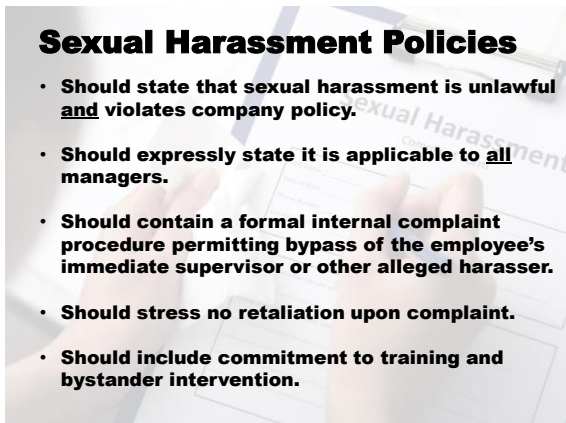 Sexual Harassment Policies
• Should state that sexual harassment is unlawful
and violates company policy.
• Should expressly state it is applicable to all
managers.
• Should contain a formal internal complaint
procedure permitting bypass of the employee's
immediate supervisor or other alleged harasser.
• Should stress no retaliation upon complaint.
• Should include commitment to training and
bystander intervention.
Sexual Harassment